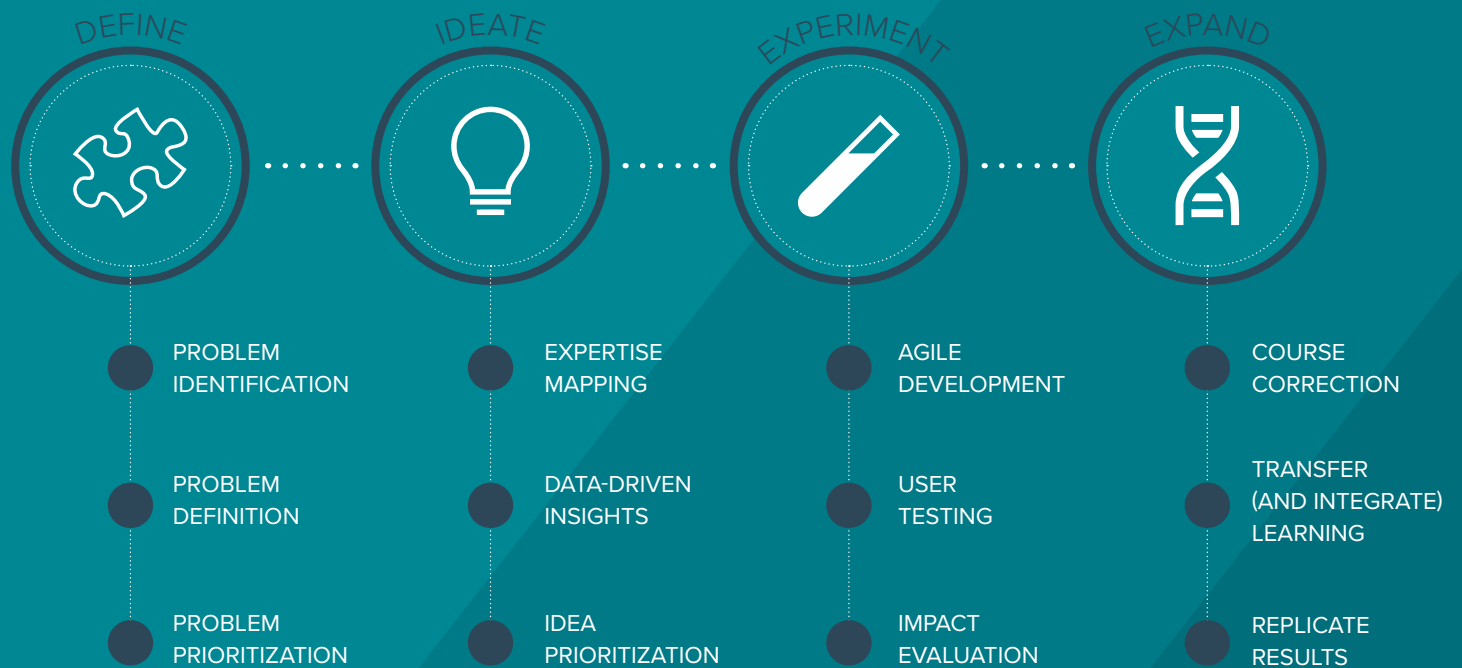 DEFINE
IDEATE
EXPERIMENT
EXPAND
PROBLEM
IDENTIFICATION
PROBLEM
DEFINITION
PROBLEM
PRIORITIZATION
EXPERTISE
MAPPING
DATA-DRIVEN
INSIGHTS
IDEA
PRIORITIZATION
AGILE
DEVELOPMENT
USER
TESTING
IMPACT
EVALUATION
COURSE
CORRECTION
TRANSFER
(AND INTEGRATE)
LEARNING
REPLICATE
RESULTS